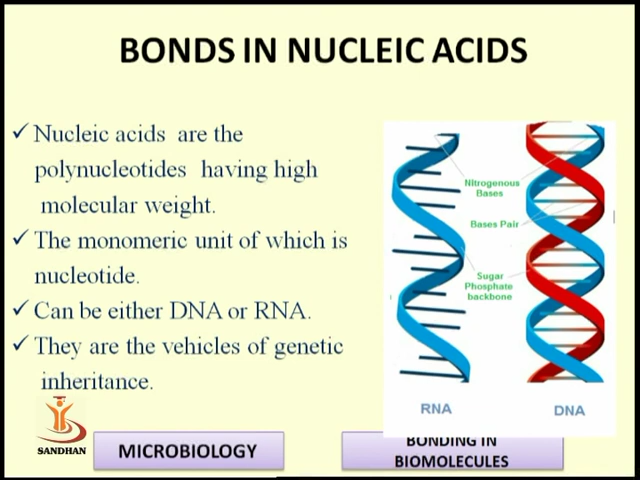 BONDS IN NUCLEIC ACIDS
✓ Nucleic acids are the
polynucleotides having high
molecular weight.
✓ The monomeric unit of which is
nucleotide.
✓ Can be either DNA or RNA.
✓ They are the vehicles of genetic
inheritance.
Nitrogenous
Bases
Bases Pair
Sugar
Phosphate
backbone
RNA
DNA
SANDHAN
MICROBIOLOGY
BONDING IN
BIOMOLECULES